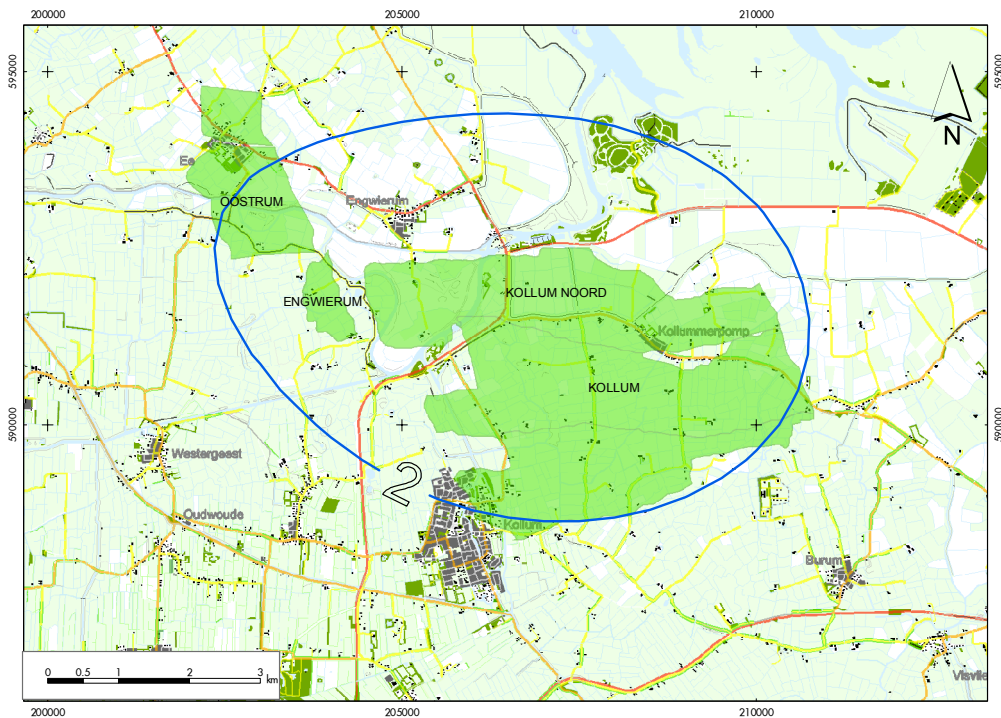 200000
205000
210000
595000
595000
N
Ee
OOSTRUM
Engwierum
ENGWIERUM
KOLLUM NOORD
Kollummerpomp
KOLLUM
590000
590000
Westergeest
2
Oudwoude
Kollum
Burum
0 0.5 1 2 3
km
Visvlie
200000
205000
210000